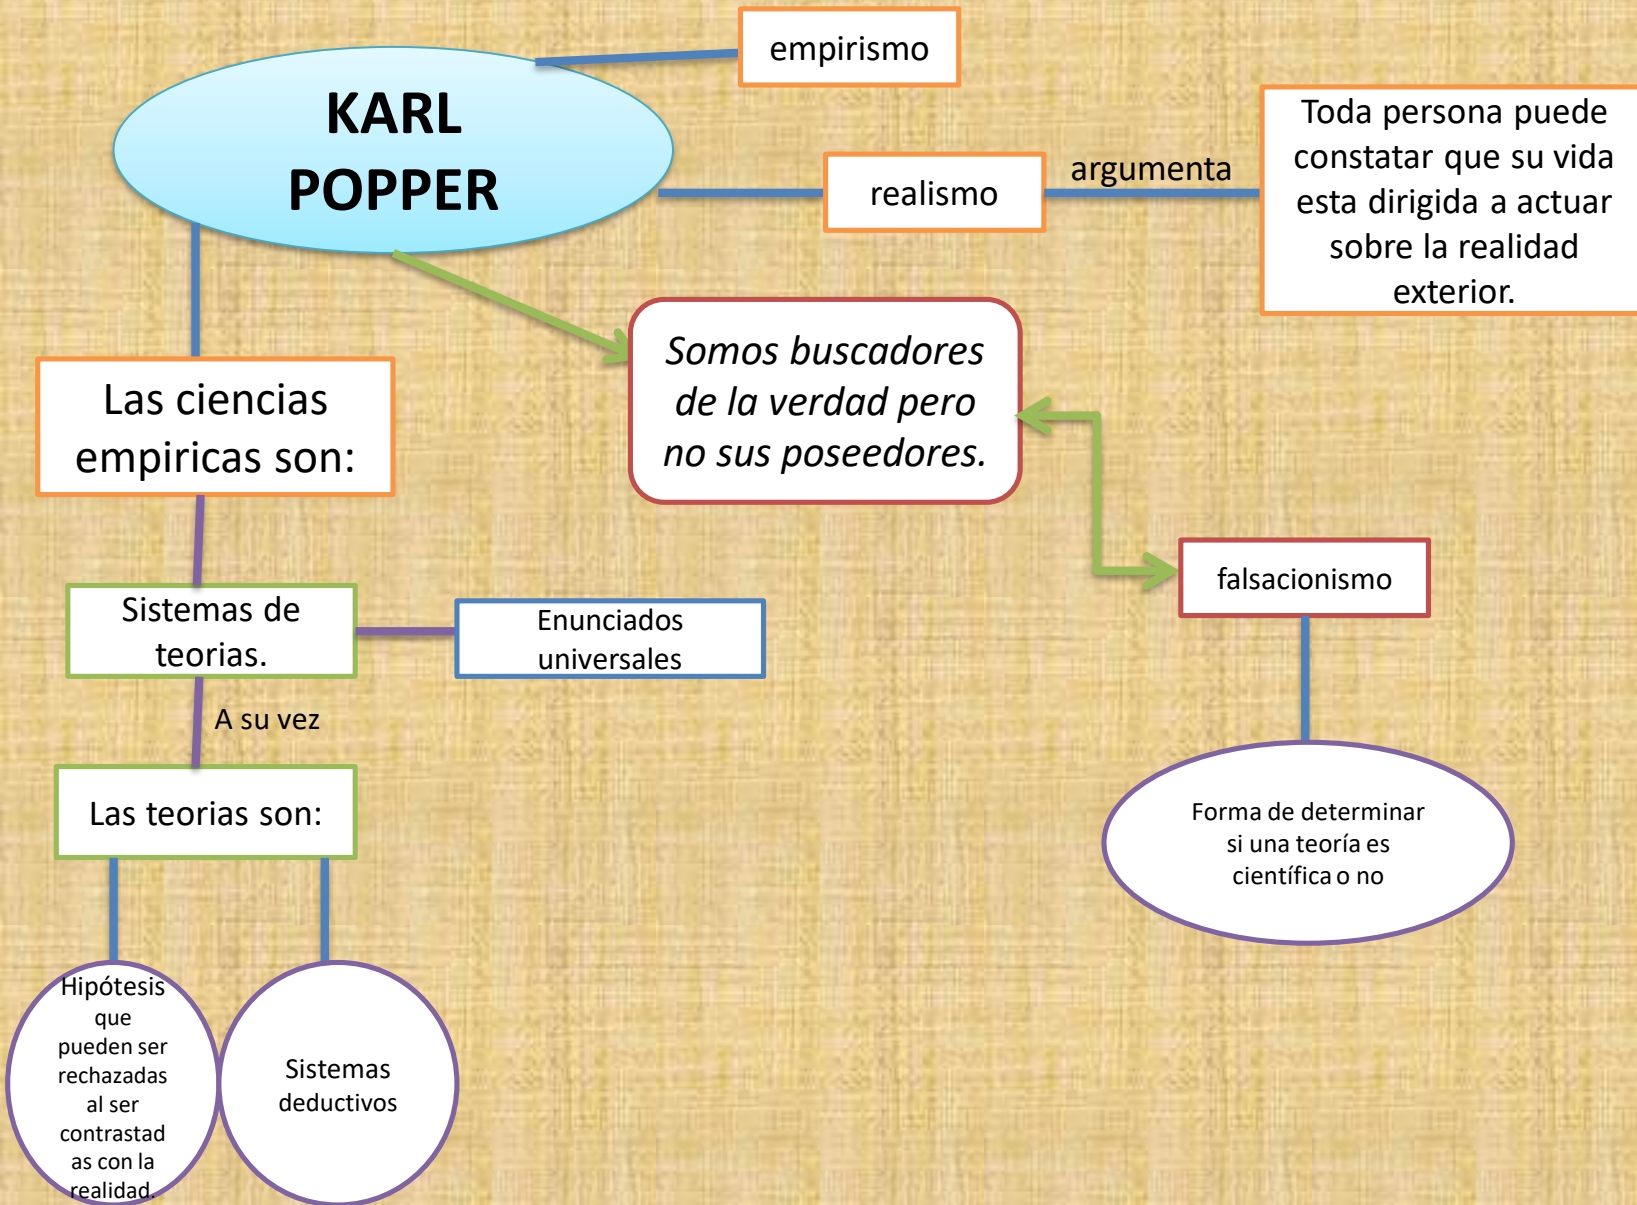 empirismo
KARL
POPPER
realismo
argumenta
Toda persona puede
constatar que su vida
esta dirigida a actuar
sobre la realidad
exterior.
Somos buscadores
de la verdad pero
no sus poseedores.
Las ciencias
empiricas son:
falsacionismo
Sistemas de
teorias.
Enunciados
universales
A su vez
Las teorias son:
Forma de determinar
si una teoría es
científica o no
Hipótesis
que
pueden ser
rechazadas
al ser
contrastad
as con la
realidad.
Sistemas
deductivos